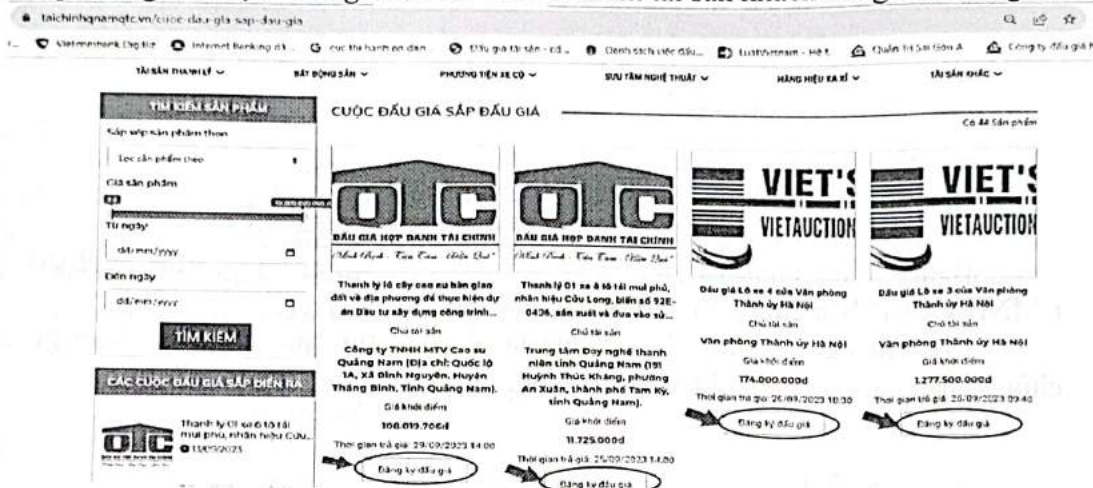 taichinhqnamqtc.vn/cuoc-dau-gia-sap-dau-gia
Vietinbank Digi Biz
Internet Banking
TÀI SẢN THANH LÝ
BẤT ĐỘNG SẢN
PHƯƠNG TIỆN XE CỘ
SƯU TẦM NGHỆ THUẬT
HÀNG HIỆU XA XỈ
TÀI SẢN KHÁC
TÌM KIẾM SẢN PHẨM
Sắp xếp sản phẩm theo
Lọc sản phẩm theo
Giá sản phẩm
Từ ngày
dd/mm/yyyy
Đến ngày
dd/mm/yyyy
TÌM KIẾM
CÁC CUỘC ĐẤU GIÁ SẮP DIỄN RA
Thanh lý 01 xe ô tô tải
mui phủ, nhãn hiệu Cửu...
13/09/2023
CUỘC ĐẤU GIÁ SẮP ĐẤU GIÁ
Có 44 Sản phẩm
QTC
ĐẤU GIÁ HỢP DANH TÀI CHÍNH
Thanh lý lô cây cao su bàn giao
đất về địa phương để thực hiện dự
án Đầu tư xây dựng công trình...
Chủ tài sản
Công ty TNHH MTV Cao su
Quảng Nam (Địa chỉ: Quốc lộ
1A, Xã Bình Nguyên, Huyện
Thăng Bình, Tỉnh Quảng Nam).
Giá khởi điểm
108.019.706đ
Thời gian trả giá: 29/09/2023 14:00
Đăng ký đấu giá
QTC
ĐẤU GIÁ HỢP DANH TÀI CHÍNH
Thanh lý 01 xe ô tô tải mui phủ,
nhãn hiệu Cửu Long, biển số 92E-
0436, sản xuất và đưa vào sử...
Chủ tài sản
Trung tâm Dạy nghề thanh
niên tỉnh Quảng Nam (191
Huỳnh Thúc Kháng, phường
An Xuân, thành phố Tam Kỳ,
tỉnh Quảng Nam).
Giá khởi điểm
11.725.000đ
Thời gian trả giá: 25/09/2023 14:00
Đăng ký đấu giá
VIET'S
VIETAUCTION
Đấu giá Lô xe 4 của Văn phòng
Thành ủy Hà Nội
Chủ tài sản
Văn phòng Thành ủy Hà Nội
Giá khởi điểm
174.000.000đ
Thời gian trả giá: 26/09/2023 10:30
Đăng ký đấu giá
VIET'S
VIETAUCTION
Đấu giá Lô xe 3 của Văn phòng
Thành ủy Hà Nội
Chủ tài sản
Văn phòng Thành ủy Hà Nội
Giá khởi điểm
1.277.500.000đ
Thời gian trả giá: 26/09/2023 09:40
Đăng ký đấu giá